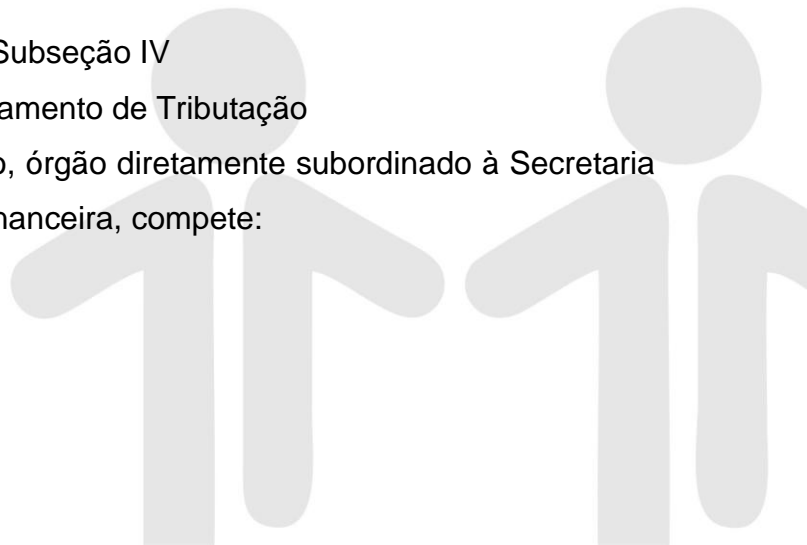 Subseção IV
amento de Tributação
o, órgão diretamente subordinado à Secretaria
nanceira, compete: